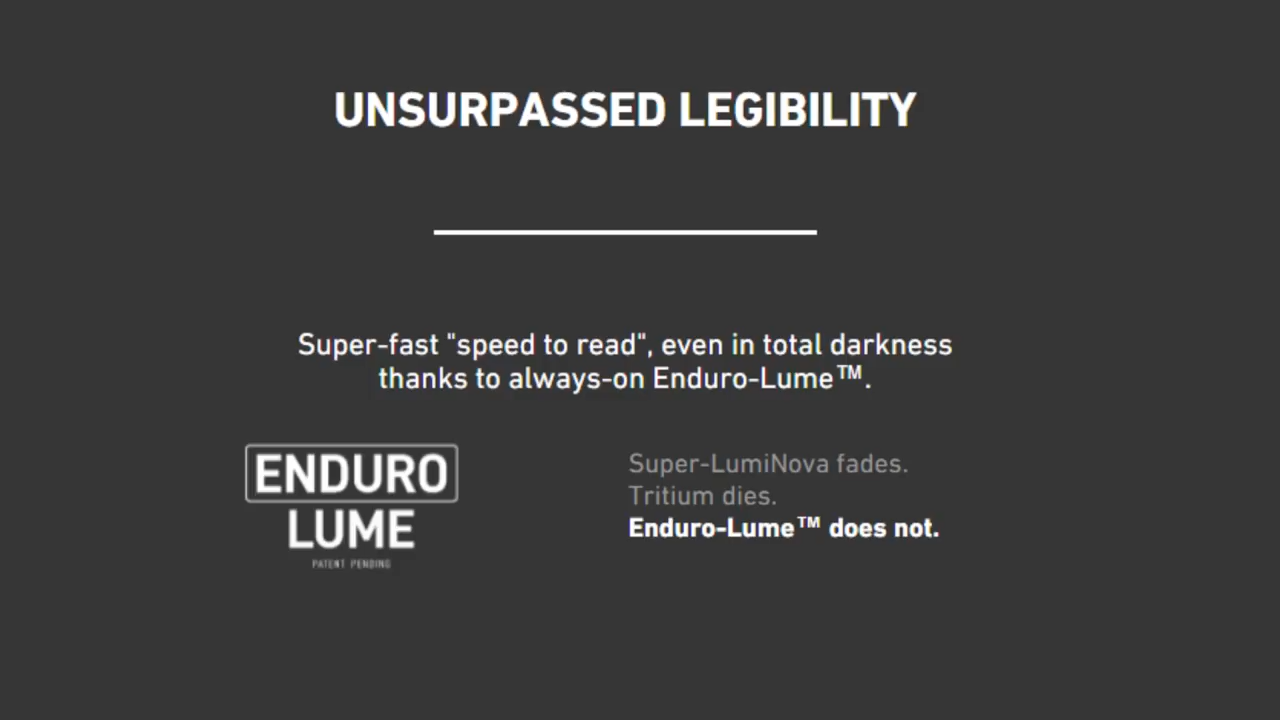 UNSURPASSED LEGIBILITY
Super-fast "speed to read", even in total darkness
thanks to always-on Enduro-Lume™.
ENDURO
LUME
PATENT PENDING
Super-LumiNova fades.
Tritium dies.
Enduro-Lume™ does not.